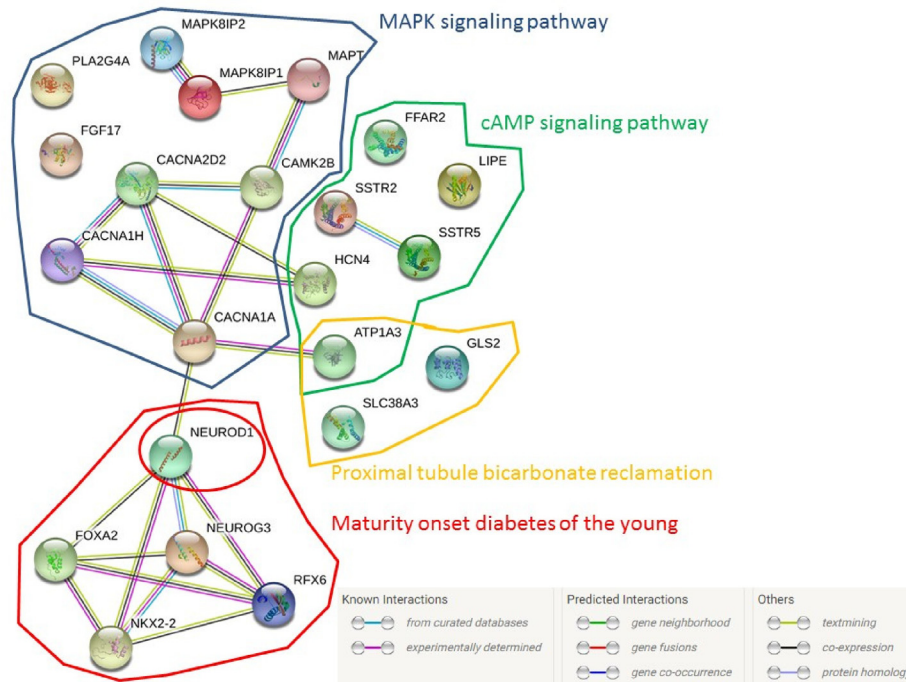 MAPK8IP2
MAPK signaling pathway
PLA2G4A
MAPK8IP1
MAPT
FGF17
FFAR2
cAMP signaling pathway
CACNA2D2
CAMK2B
LIPE
SSTR2
CACNA1H
SSTR5
HCN4
CACNA1A
ATP1A3
GLS2
SLC38A3
NEUROD1
Proximal tubule bicarbonate reclamation
Maturity onset diabetes of the young
FOXA2
NEUROG3
RFX6
NKX2-2
Known Interactions
from curated databases
experimentally determined
Predicted Interactions
gene neighborhood
gene fusions
gene co-occurrence
Others
textmining
co-expression
protein homology